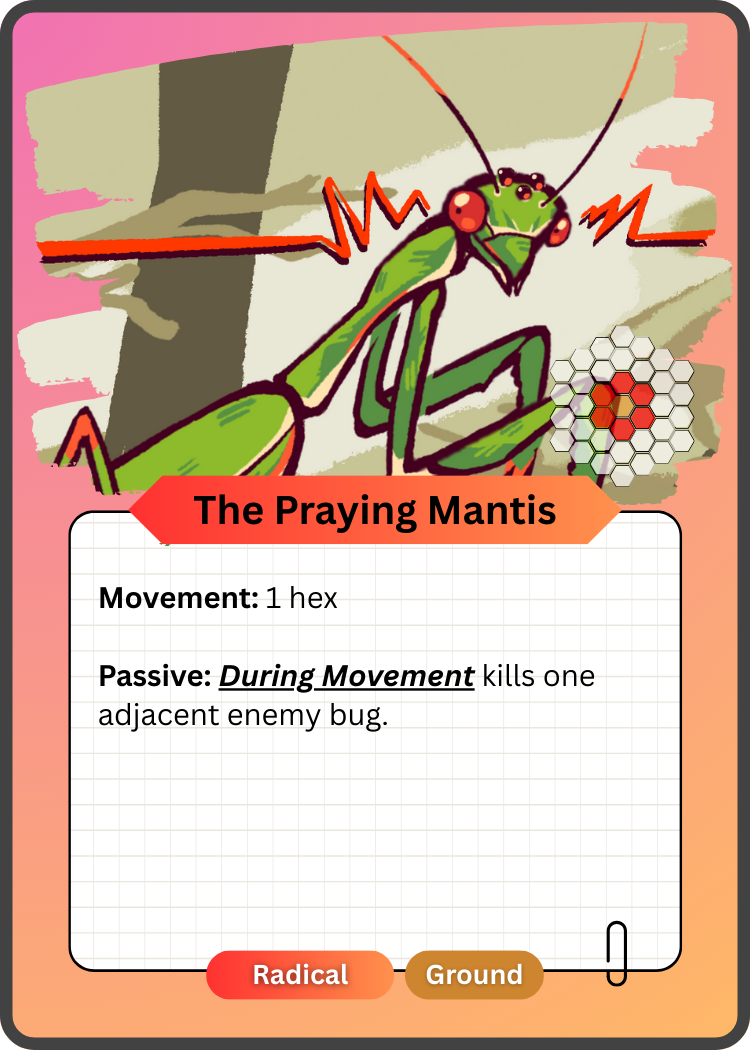 The Praying Mantis
Movement: 1 hex
Passive: During Movement kills one
adjacent enemy bug.
Radical
Ground